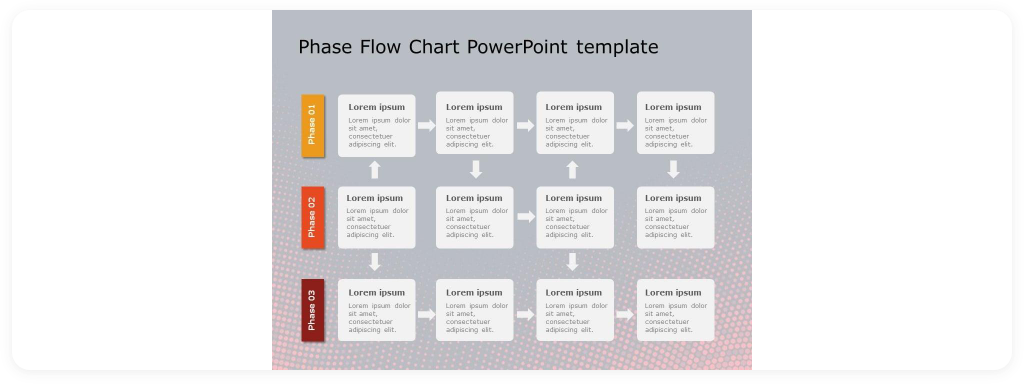 Phase Flow Chart PowerPoint template
Phase 01
Lorem ipsum
Lorem ipsum dolor
sit amet,
consectetuer
adipiscing elit.
Lorem ipsum
Lorem ipsum dolor
sit amet,
consectetuer
adipiscing elit.
Lorem ipsum
Lorem ipsum dolor
sit amet,
consectetuer
adipiscing elit.
Lorem ipsum
Lorem ipsum dolor
sit amet,
consectetuer
adipiscing elit.
Phase 02
Lorem ipsum
Lorem ipsum dolor
sit amet,
consectetuer
adipiscing elit.
Lorem ipsum
Lorem ipsum dolor
sit amet,
consectetuer
adipiscing elit.
Lorem ipsum
Lorem ipsum dolor
sit amet,
consectetuer
adipiscing elit.
Lorem ipsum
Lorem ipsum dolor
sit amet,
consectetuer
adipiscing elit.
Phase 03
Lorem ipsum
Lorem ipsum dolor
sit amet,
consectetuer
adipiscing elit.
Lorem ipsum
Lorem ipsum dolor
sit amet,
consectetuer
adipiscing elit.
Lorem ipsum
Lorem ipsum dolor
sit amet,
consectetuer
adipiscing elit.
Lorem ipsum
Lorem ipsum dolor
sit amet,
consectetuer
adipiscing elit.